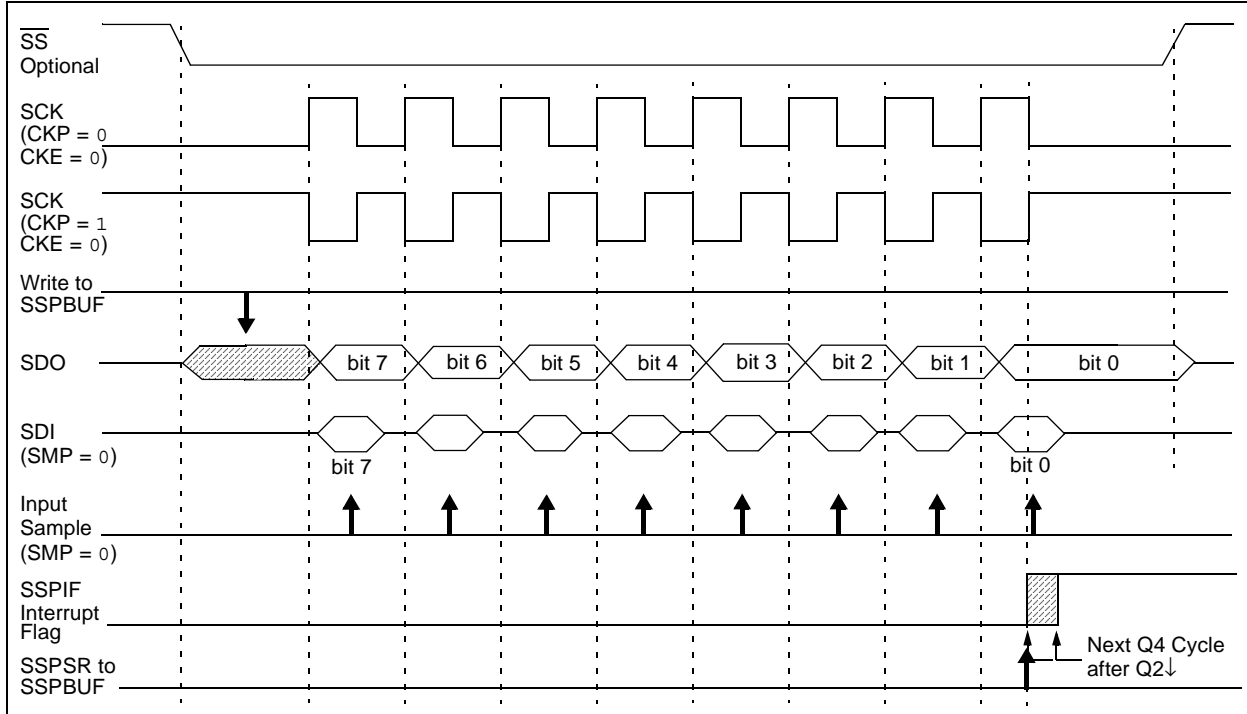 SS
Optional
SCK
(CKP = 0
CKE = 0)
SCK
(CKP = 1
CKE = 0)
Write to
SSPBUF
SDO
bit 7
bit 6
bit 5
bit 4
bit 3
bit 2
bit 1
bit 0
SDI
(SMP = 0)
bit 7
bit 0
Input
Sample
(SMP = 0)
SSPIF
Interrupt
Flag
Next Q4 Cycle
after Q2↓
SSPSR to
SSPBUF